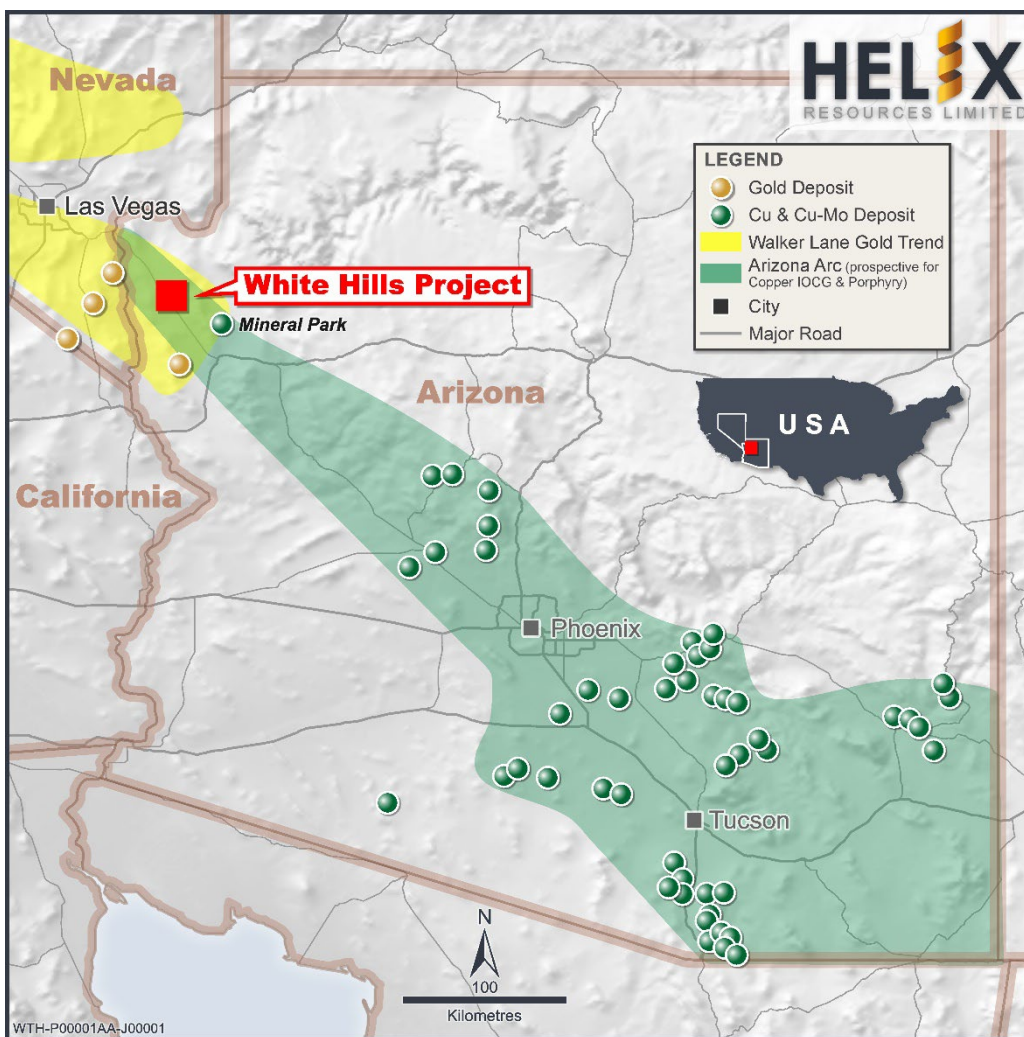 Nevada
HELIX
RESOURCES LIMITED
LEGEND
Gold Deposit
Cu & Cu-Mo Deposit
Walker Lane Gold Trend
Arizona Arc (prospective for
Copper IOCG & Porphyry)
City
Major Road
Las Vegas
White Hills Project
Mineral Park
Arizona
USA
California
Phoenix
Tucson
N
100
Kilometres
WTH-P00001AA-J00001